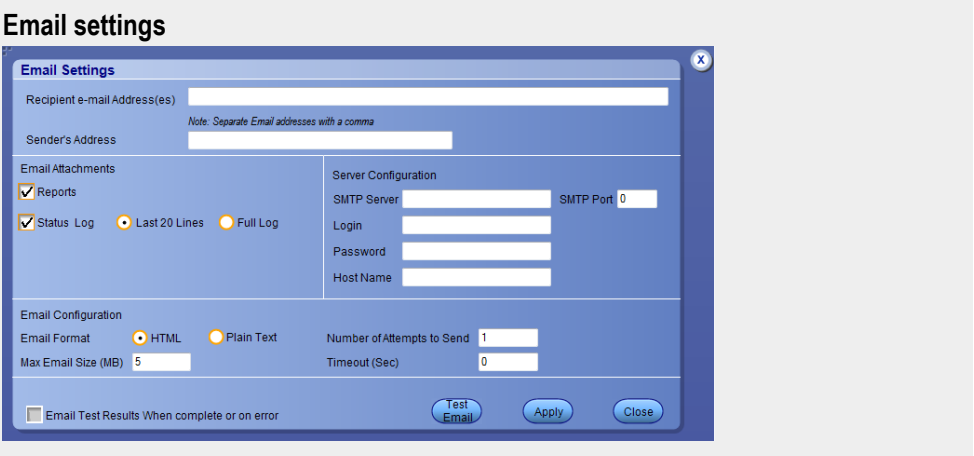 Email settings
X
Email Settings
Recipient e-mail Address(es)
Note: Separate Email addresses with a comma
Sender's Address
Email Attachments
Reports
Status Log Last 20 Lines Full Log
Server Configuration
SMTP Server SMTP Port 0
Login
Password
Host Name
Email Configuration
Email Format HTML Plain Text
Number of Attempts to Send 1
Max Email Size (MB) 5
Timeout (Sec) 0
Email Test Results When complete or on error
Test
Email
Apply
Close